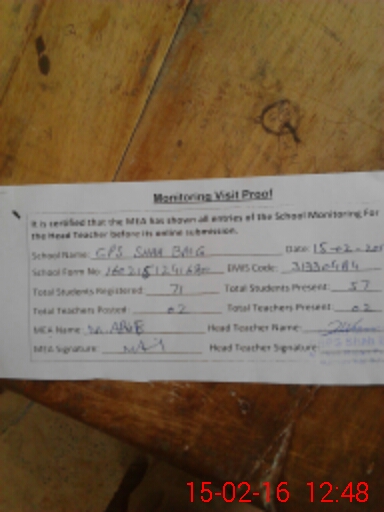 Monitoring Visit Proof
It is certified that the MEA has shown all entries of the School Monitoring For
the Head Teacher before its online submission.
School Name: GPS SHAH BAIG Date: 15-02-201
School Form No: EMIS Code:
Total Students Registered: 71 Total Students Present: 57
Total Teachers Posted: 02 Total Teachers Present: 02
MEA Name: Head Teacher Name:
MEA Signature: Head Teacher Signature:
15-02-16 12:48